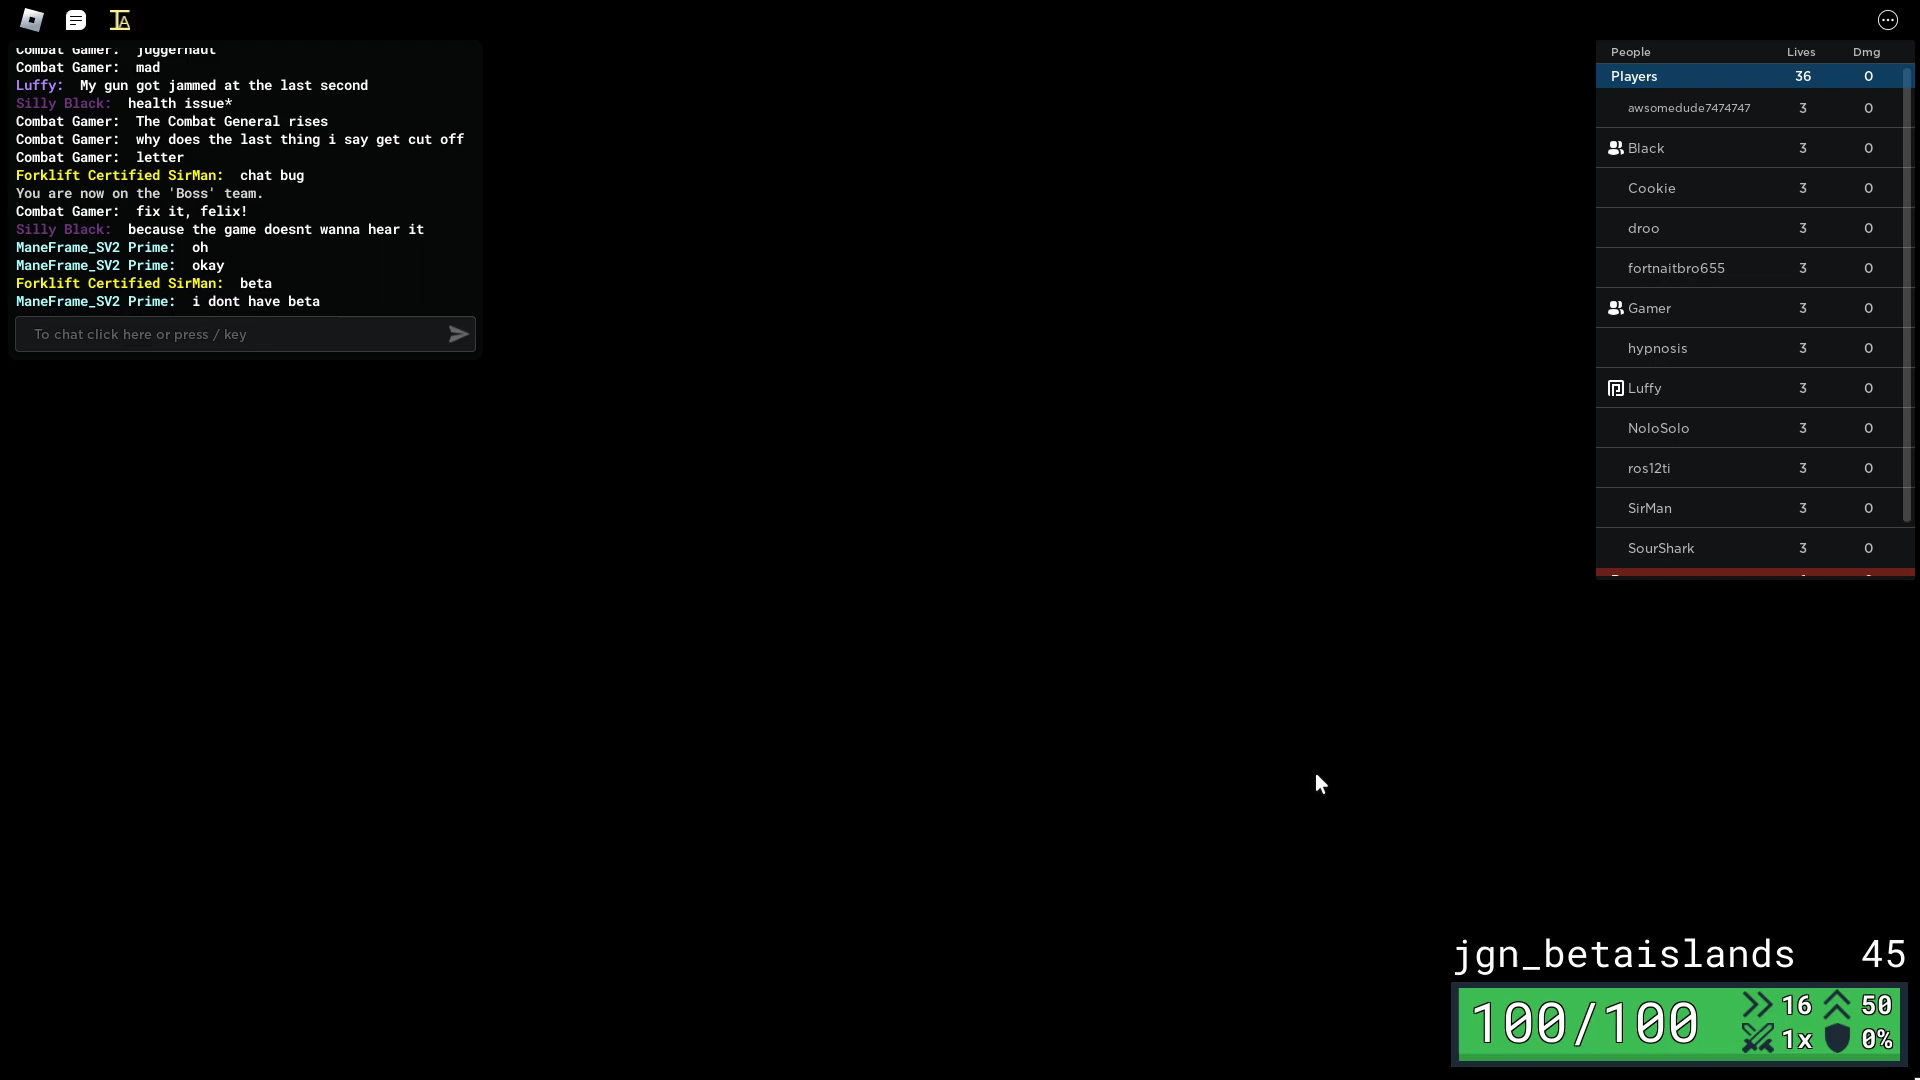 Combat Gamer: juggernaut
Combat Gamer: mad
Luffy: My gun got jammed at the last second
Silly Black: health issue*
Combat Gamer: The Combat General rises
Combat Gamer: why does the last thing i say get cut off
Combat Gamer: letter
Forklift Certified SirMan: chat bug
You are now on the 'Boss' team.
Combat Gamer: fix it, felix!
Silly Black: because the game doesnt wanna hear it
ManeFrame_SV2 Prime: oh
ManeFrame_SV2 Prime: okay
Forklift Certified SirMan: beta
ManeFrame_SV2 Prime: i dont have beta
To chat click here or press / key
People Lives Dmg
Players 36 0
awsomedude7474747 3 0
Black 3 0
Cookie 3 0
droo 3 0
fortnaitbro655 3 0
Gamer 3 0
hypnosis 3 0
Luffy 3 0
NoloSolo 3 0
ros12ti 3 0
SirMan 3 0
SourShark 3 0
jgn_betaislands 45
100/100 16 50
1x 0%